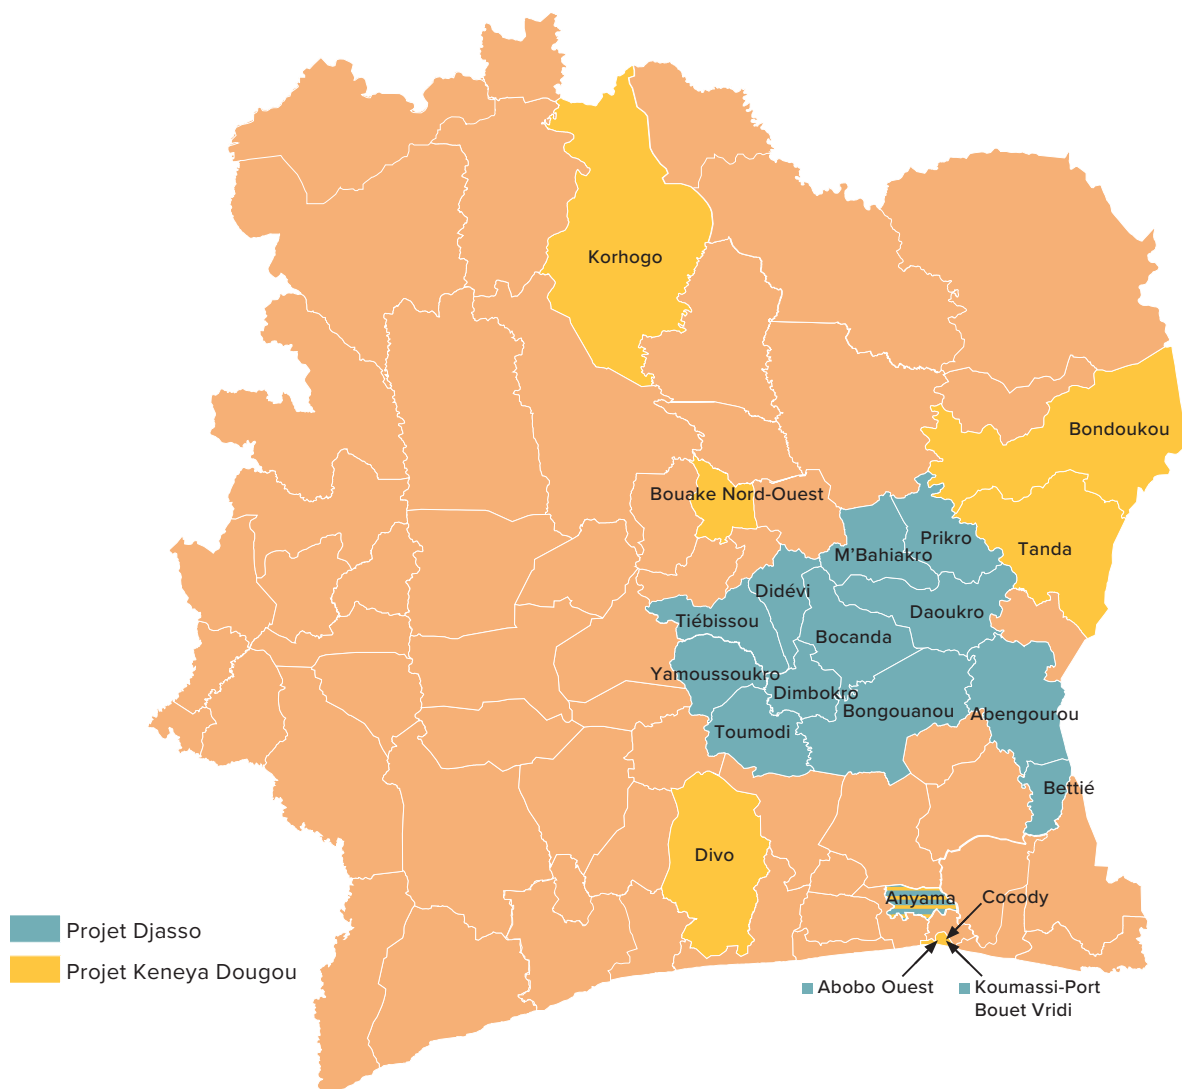 Korhogo
Bondoukou
Bouake Nord-Ouest
Prikro
M'Bahiakro
Tanda
Didévi
Daoukro
Tiébissou
Bocanda
Yamoussoukro
Dimbokro
Bongouanou
Abengourou
Toumodi
Bettié
Divo
Anyama
Cocody
Projet Djasso
Projet Keneya Dougou
Abobo Ouest
Koumassi-Port
Bouet Vridi